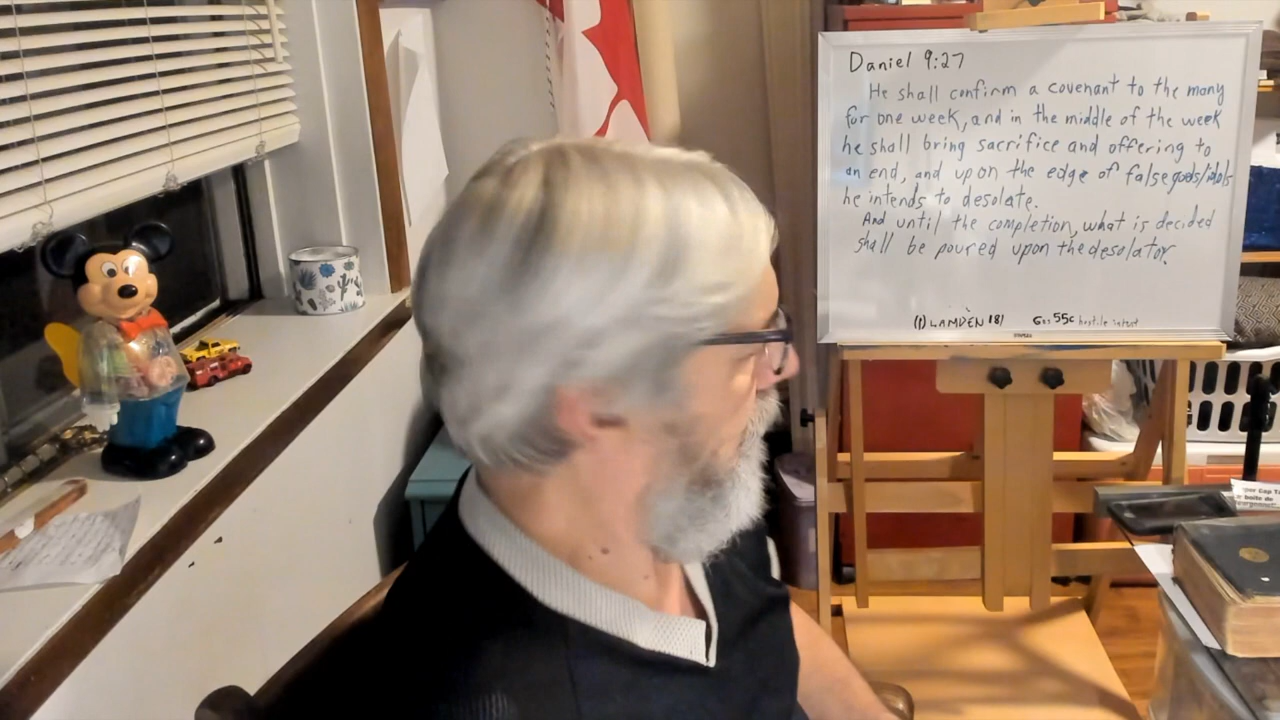 Daniel 9:27
He shall confirm a covenant to the many
for one week, and in the middle of the week
he shall bring sacrifice and offering to
an end, and upon the edge of false gods/idols
he intends to desolate.
And until the completion, what is decided
shall be poured upon the desolator.
(1) LAMDEN 181 Ges 55c hostile intent